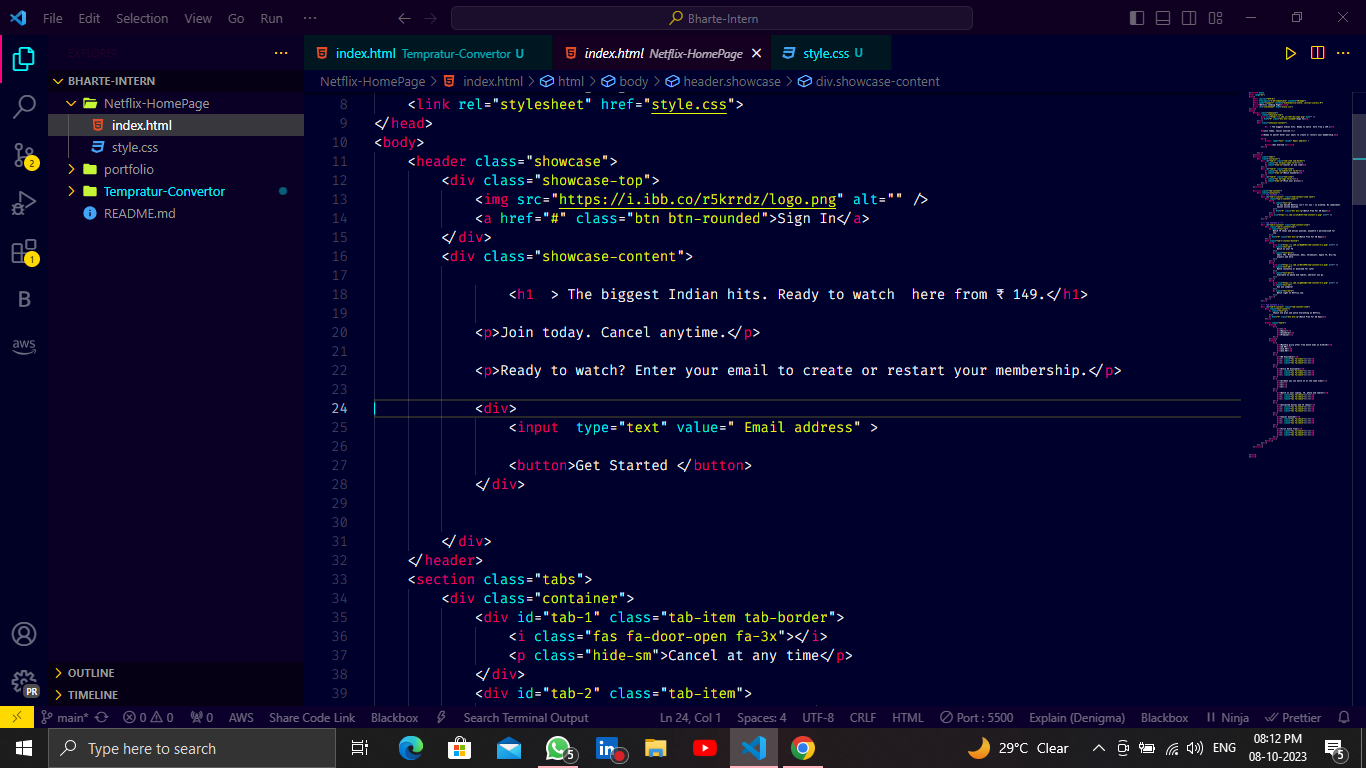 File Edit Selection View Go Run ··· Bharte-Intern
EXPLORER ···
index.html Tempratur-Convertor U index.html Netflix-HomePage style.css U
BHARTE-INTERN
Netflix-HomePage > index.html > html > body > header.showcase > div.showcase-content
Netflix-HomePage
index.html
style.css
portfolio
Tempratur-Convertor
README.md
8 <link rel="stylesheet" href="style.css">
9 </head>
10 <body>
11 <header class="showcase">
12 <div class="showcase-top">
13 <img src="https://i.ibb.co/r5krrdz/logo.png" alt="" />
14 <a href="#" class="btn btn-rounded">Sign In</a>
15 </div>
16 <div class="showcase-content">
17
18 <h1  > The biggest Indian hits. Ready to watch  here from ₹ 149.</h1>
19
20 <p>Join today. Cancel anytime.</p>
21
22 <p>Ready to watch? Enter your email to create or restart your membership.</p>
23
24 <div>
25 <input  type="text" value=" Email address" >
26
27 <button>Get Started </button>
28 </div>
29
30
31 </div>
32 </header>
33 <section class="tabs">
34 <div class="container">
35 <div id="tab-1" class="tab-item tab-border">
36 <i class="fas fa-door-open fa-3x"></i>
37 <p class="hide-sm">Cancel at any time</p>
38 </div>
39 <div id="tab-2" class="tab-item">
2
1
B
aws
PR
OUTLINE
TIMELINE
main* 0 0 0 AWS Share Code Link Blackbox Search Terminal Output Ln 24, Col 1 Spaces: 4 UTF-8 CRLF HTML Port : 5500 Explain (Denigma) Blackbox Ninja Prettier
Type here to search 5 29°C Clear ENG 08:12 PM 5
08-10-2023